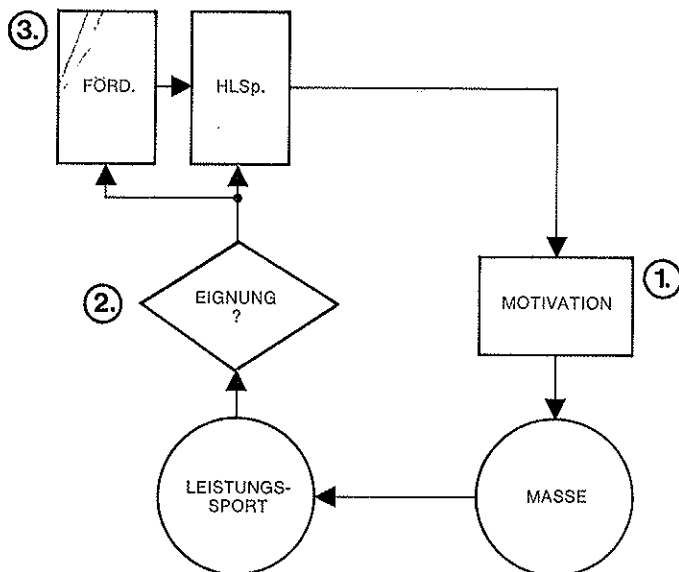 3.
FÖRD.
HLSp.
1.
MOTIVATION
2.
EIGNUNG
?
LEISTUNGS-
SPORT
MASSE